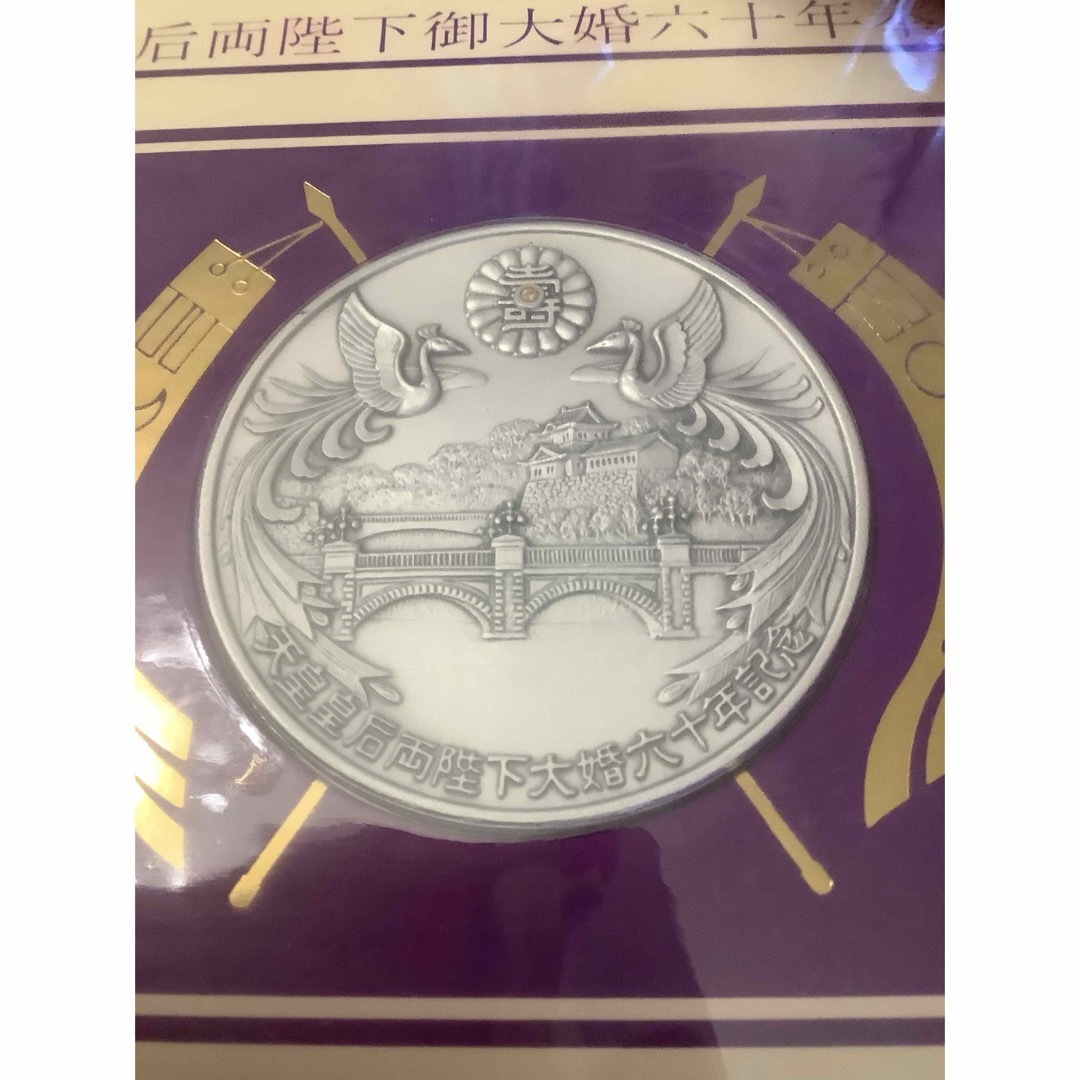 后両陛下御大婚六十年
壽
天皇皇后両陛下大婚六十年記念